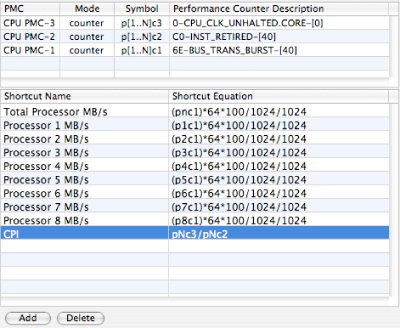 PMC Mode Symbol Performance Counter Description
CPU PMC-3 counter p[1..N]c3 0-CPU_CLK_UNHALTED.CORE-[0]
CPU PMC-2 counter p[1..N]c2 C0-INST_RETIRED-[40]
CPU PMC-1 counter p[1..N]c1 6E-BUS_TRANS_BURST-[40]
Shortcut Name Shortcut Equation
Total Processor MB/s (pnc1)*64*100/1024/1024
Processor 1 MB/s (p1c1)*64*100/1024/1024
Processor 2 MB/s (p2c1)*64*100/1024/1024
Processor 3 MB/s (p3c1)*64*100/1024/1024
Processor 4 MB/s (p4c1)*64*100/1024/1024
Processor 5 MB/s (p5c1)*64*100/1024/1024
Processor 6 MB/s (p6c1)*64*100/1024/1024
Processor 7 MB/s (p7c1)*64*100/1024/1024
Processor 8 MB/s (p8c1)*64*100/1024/1024
CPI pNc3/pNc2
Add Delete